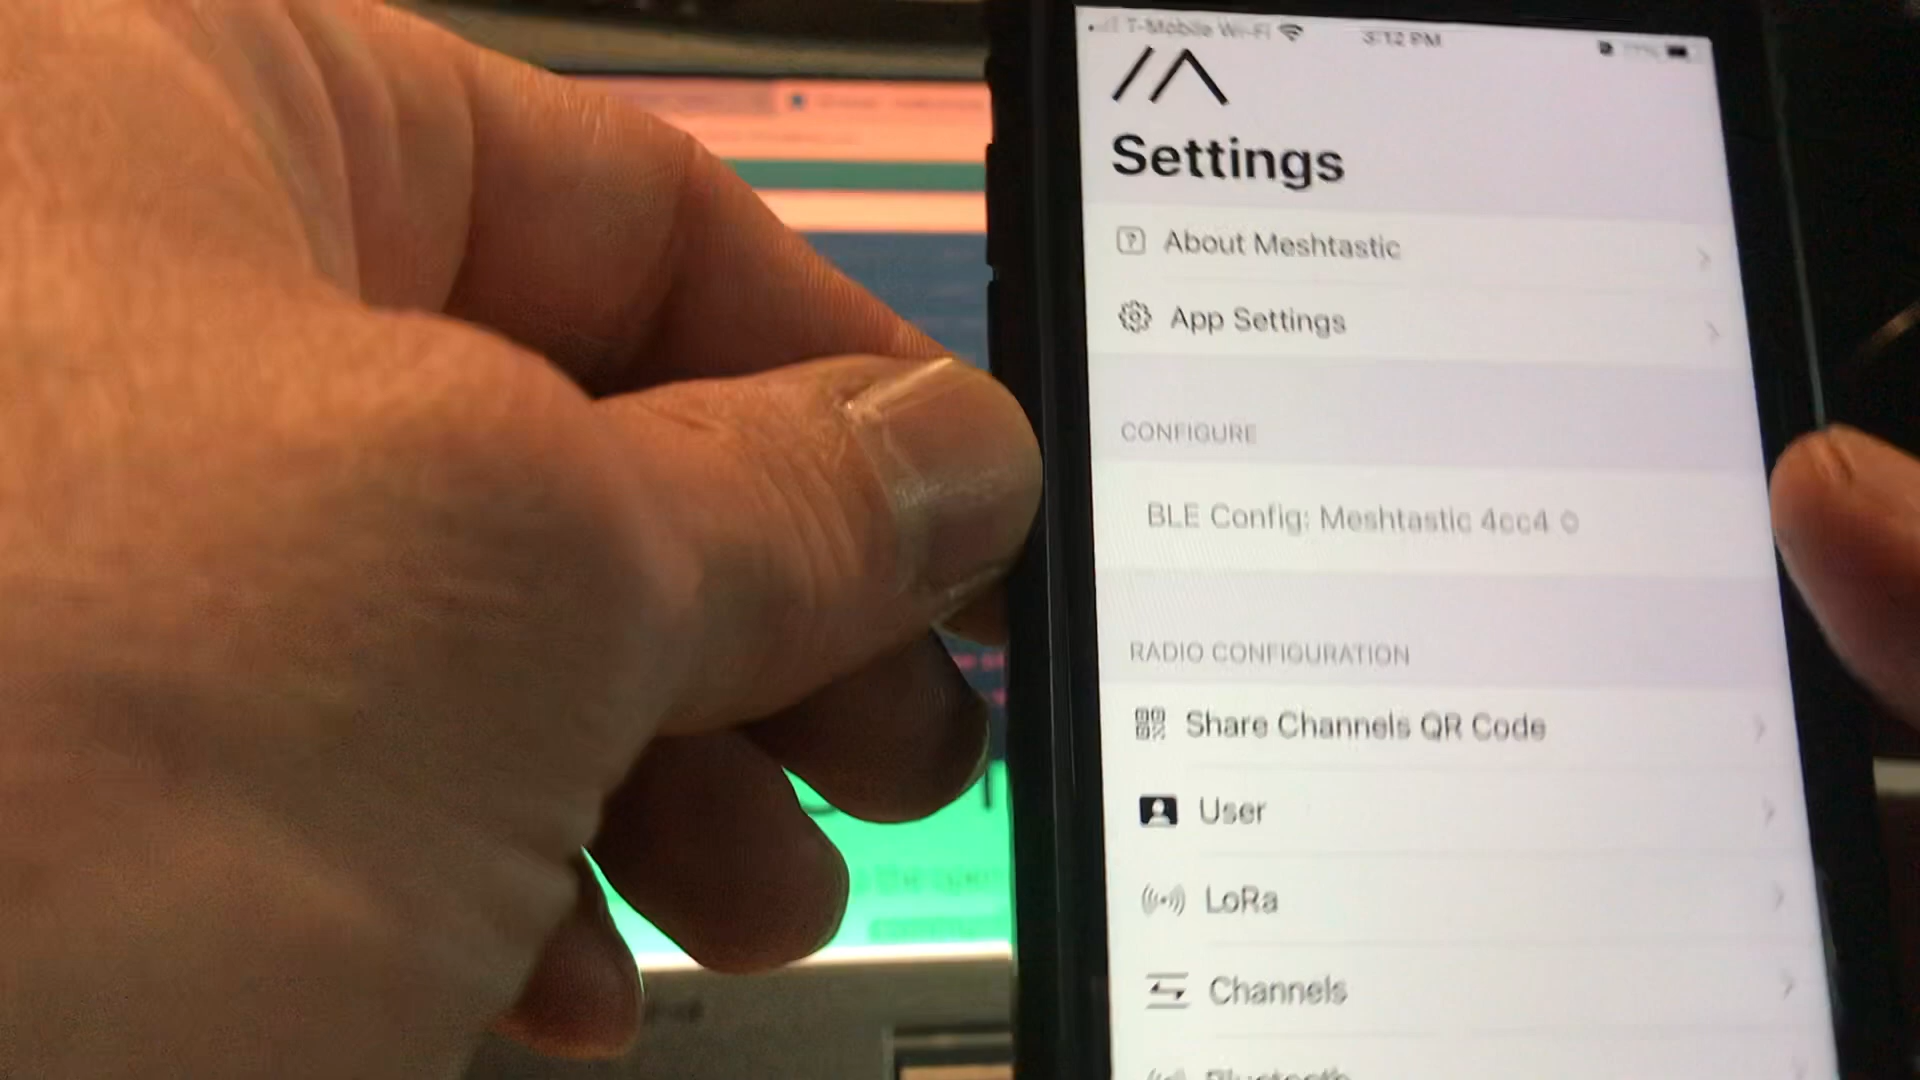 T-Mobile Wi-Fi 3:12 PM
Settings
About Meshtastic
App Settings
CONFIGURE
BLE Config: Meshtastic 4cc4
RADIO CONFIGURATION
Share Channels QR Code
User
LoRa
Channels
Bluetooth